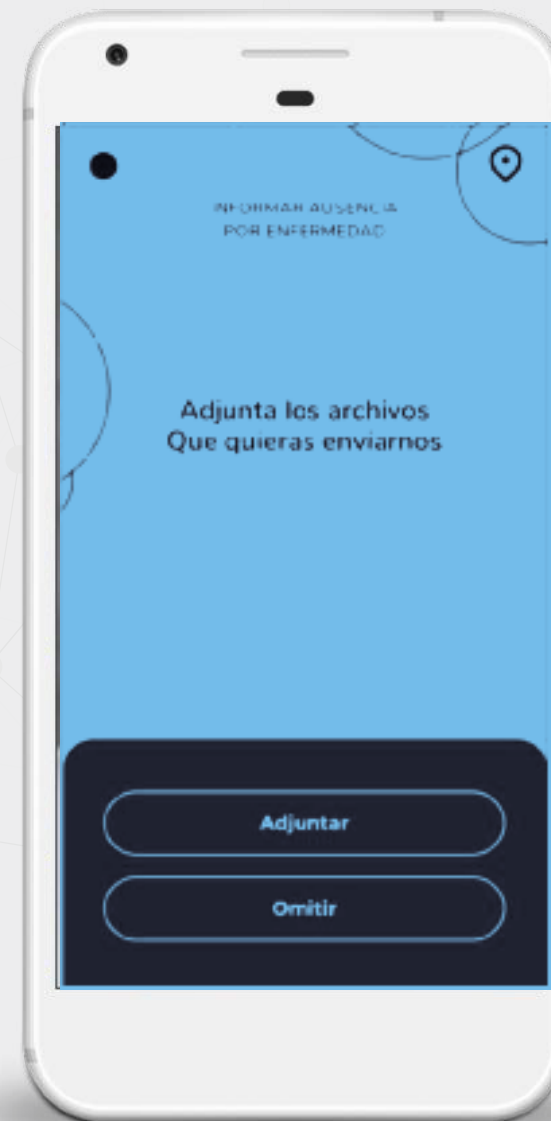 INFORMAR AUSENCIA
POR ENFERMEDAD
Adjunta los archivos
Que quieras enviarnos
Adjuntar
Omitir